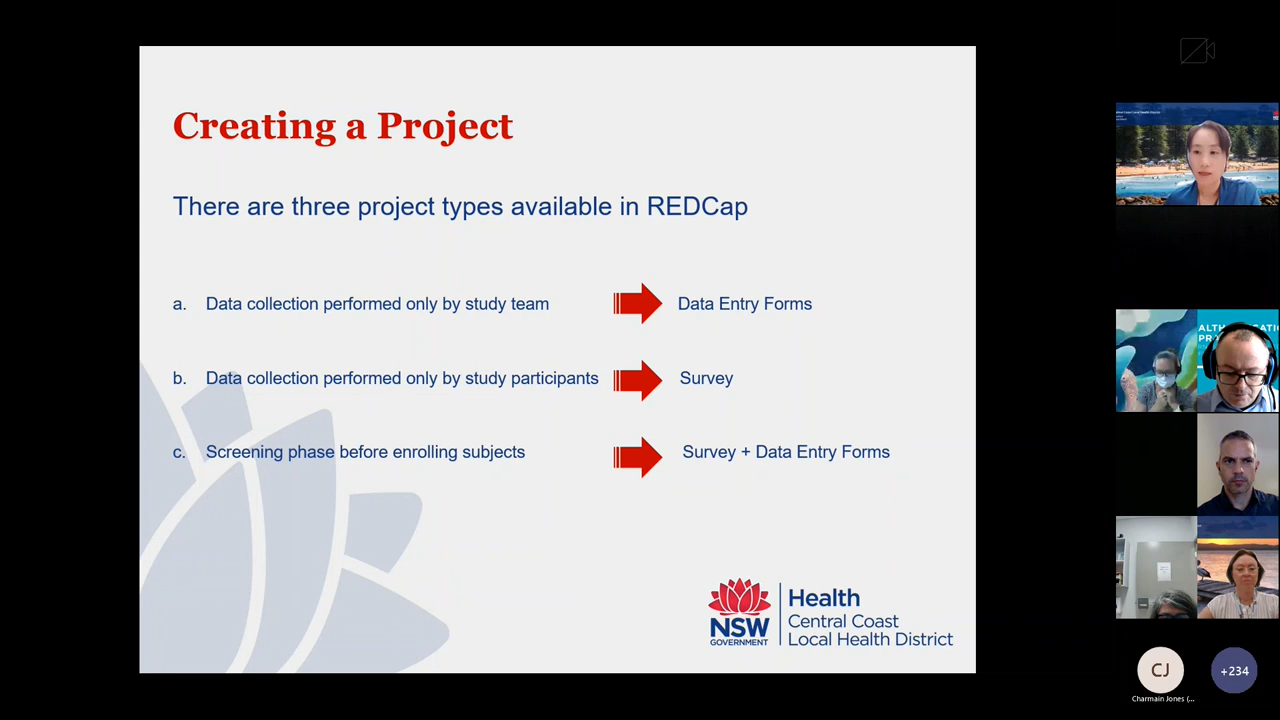 Creating a Project
There are three project types available in REDCap
a. Data collection performed only by study team Data Entry Forms
b. Data collection performed only by study participants Survey
c. Screening phase before enrolling subjects Survey + Data Entry Forms
NSW
GOVERNMENT
Health
Central Coast
Local Health District
CJ
Charmain Jones (...
+234